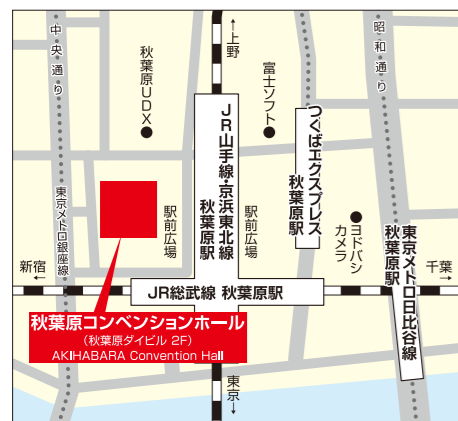 中央通り
↑上野
昭和通り
秋葉原UDX
富士ソフト
JR山手線・京浜東北線
秋葉原駅
つくばエクスプレス
秋葉原駅
東京メトロ銀座線
駅前広場
駅前広場
ヨドバシ
カメラ
東京メトロ日比谷線
秋葉原駅
新宿
←
千葉
→
JR総武線 秋葉原駅
秋葉原コンベンションホール
(秋葉原ダイビル 2F)
AKIHABARA Convention Hall
東京↓